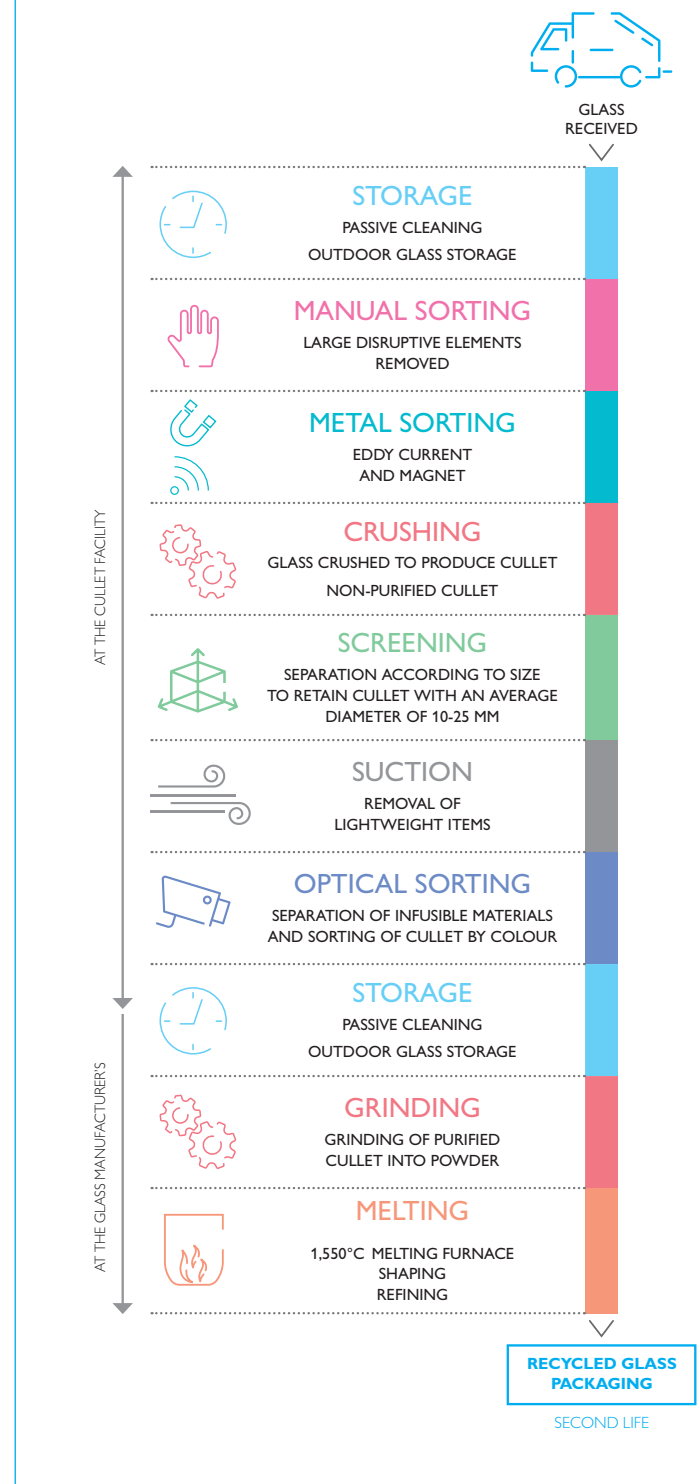 GLASS
RECEIVED
AT THE CULLET FACILITY
STORAGE
PASSIVE CLEANING
OUTDOOR GLASS STORAGE
MANUAL SORTING
LARGE DISRUPTIVE ELEMENTS
REMOVED
METAL SORTING
EDDY CURRENT
AND MAGNET
CRUSHING
GLASS CRUSHED TO PRODUCE CULLET
NON-PURIFIED CULLET
SCREENING
SEPARATION ACCORDING TO SIZE
TO RETAIN CULLET WITH AN AVERAGE
DIAMETER OF 10-25 MM
SUCTION
REMOVAL OF
LIGHTWEIGHT ITEMS
OPTICAL SORTING
SEPARATION OF INFUSIBLE MATERIALS
AND SORTING OF CULLET BY COLOUR
AT THE GLASS MANUFACTURER'S
STORAGE
PASSIVE CLEANING
OUTDOOR GLASS STORAGE
GRINDING
GRINDING OF PURIFIED
CULLET INTO POWDER
MELTING
1,550°C MELTING FURNACE
SHAPING
REFINING
RECYCLED GLASS
PACKAGING
SECOND LIFE